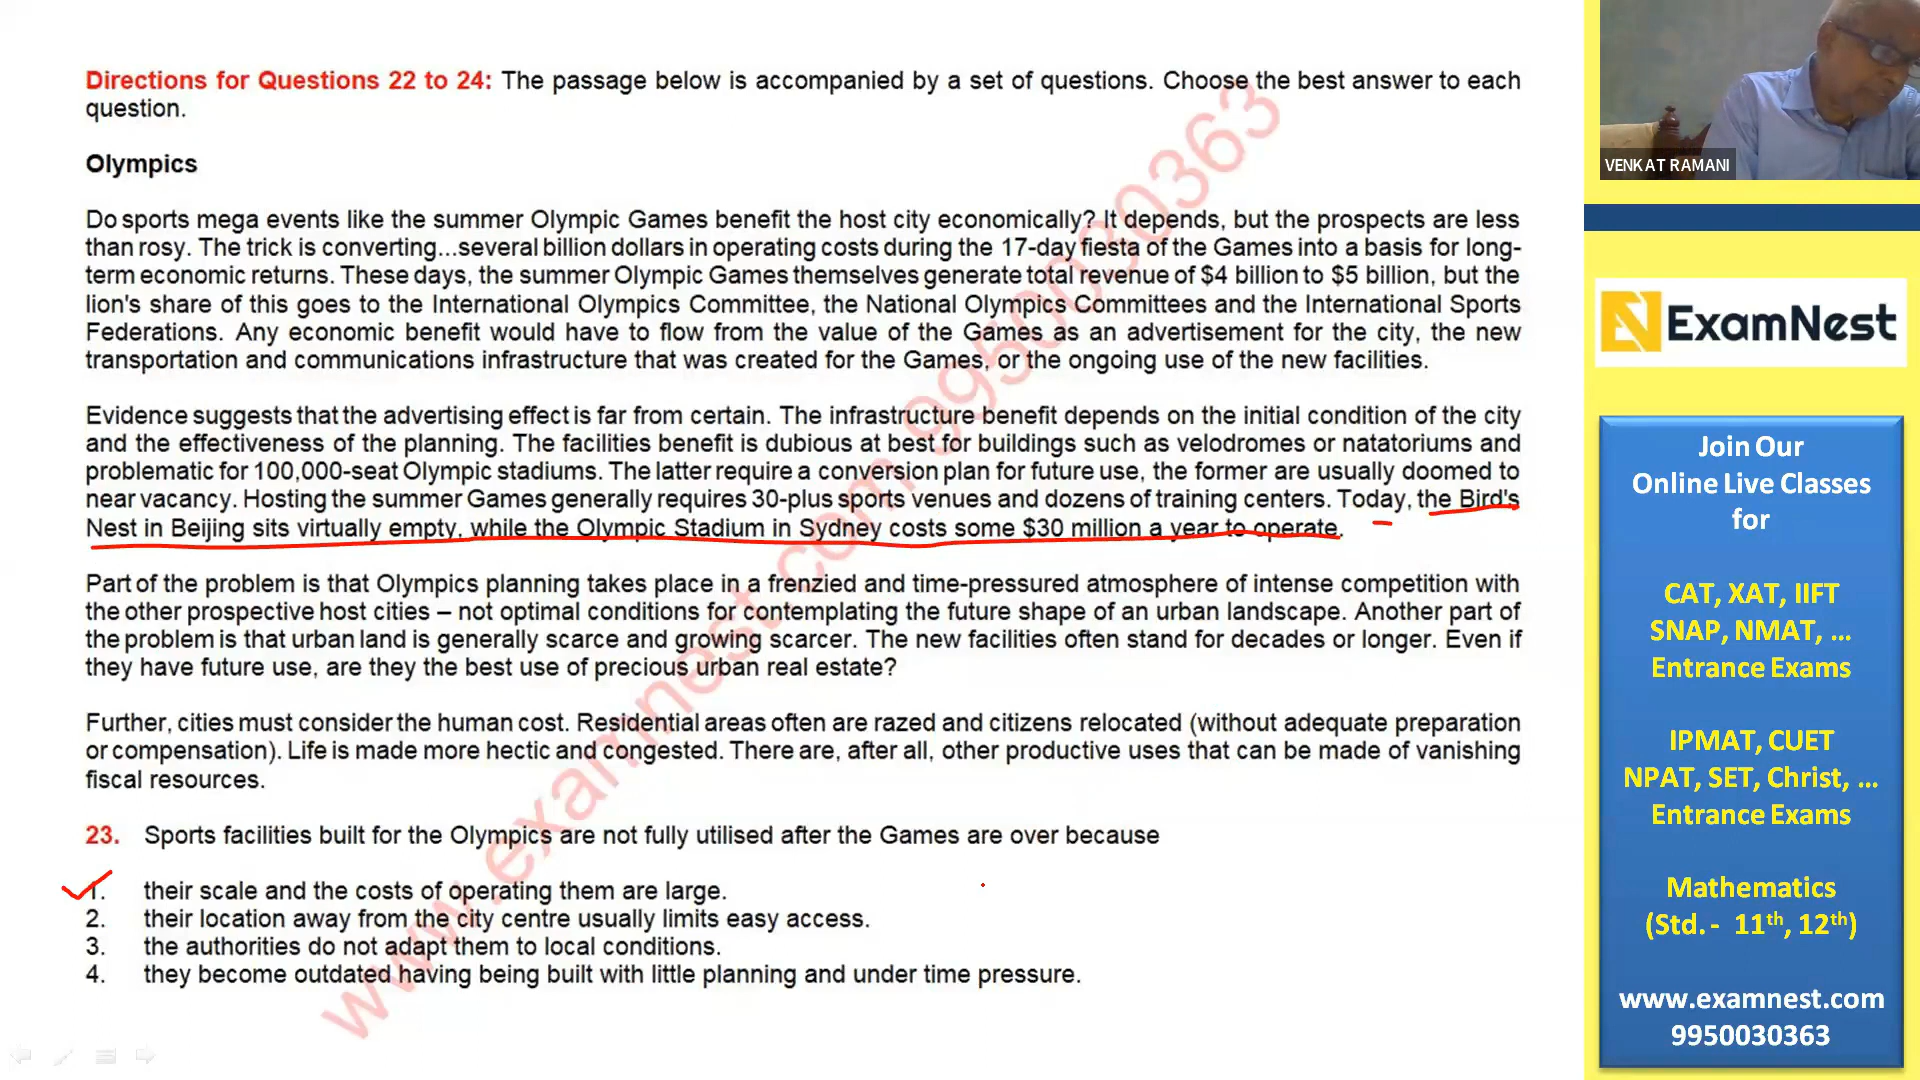 Directions for Questions 22 to 24: The passage below is accompanied by a set of questions. Choose the best answer to each
question.
Olympics
Do sports mega events like the summer Olympic Games benefit the host city economically? It depends, but the prospects are less
than rosy. The trick is converting...several billion dollars in operating costs during the 17-day fiesta of the Games into a basis for long-
term economic returns. These days, the summer Olympic Games themselves generate total revenue of $4 billion to $5 billion, but the
lion's share of this goes to the International Olympics Committee, the National Olympics Committees and the International Sports
Federations. Any economic benefit would have to flow from the value of the Games as an advertisement for the city, the new
transportation and communications infrastructure that was created for the Games, or the ongoing use of the new facilities.
Evidence suggests that the advertising effect is far from certain. The infrastructure benefit depends on the initial condition of the city
and the effectiveness of the planning. The facilities benefit is dubious at best for buildings such as velodromes or natatoriums and
problematic for 100,000-seat Olympic stadiums. The latter require a conversion plan for future use, the former are usually doomed to
near vacancy. Hosting the summer Games generally requires 30-plus sports venues and dozens of training centers. Today, the Bird's
Nest in Beijing sits virtually empty, while the Olympic Stadium in Sydney costs some $30 million a year to operate.
Part of the problem is that Olympics planning takes place in a frenzied and time-pressured atmosphere of intense competition with
the other prospective host cities – not optimal conditions for contemplating the future shape of an urban landscape. Another part of
the problem is that urban land is generally scarce and growing scarcer. The new facilities often stand for decades or longer. Even if
they have future use, are they the best use of precious urban real estate?
Further, cities must consider the human cost. Residential areas often are razed and citizens relocated (without adequate preparation
or compensation). Life is made more hectic and congested. There are, after all, other productive uses that can be made of vanishing
fiscal resources.
23. Sports facilities built for the Olympics are not fully utilised after the Games are over because
1. their scale and the costs of operating them are large.
2. their location away from the city centre usually limits easy access.
3. the authorities do not adapt them to local conditions.
4. they become outdated having being built with little planning and under time pressure.
www.examnest.com 9950030363
VENKAT RAMANI
ExamNest
Join Our
Online Live Classes
for
CAT, XAT, IIFT
SNAP, NMAT, ...
Entrance Exams
IPMAT, CUET
NPAT, SET, Christ, ...
Entrance Exams
Mathematics
(Std. - 11th, 12th)
www.examnest.com
9950030363